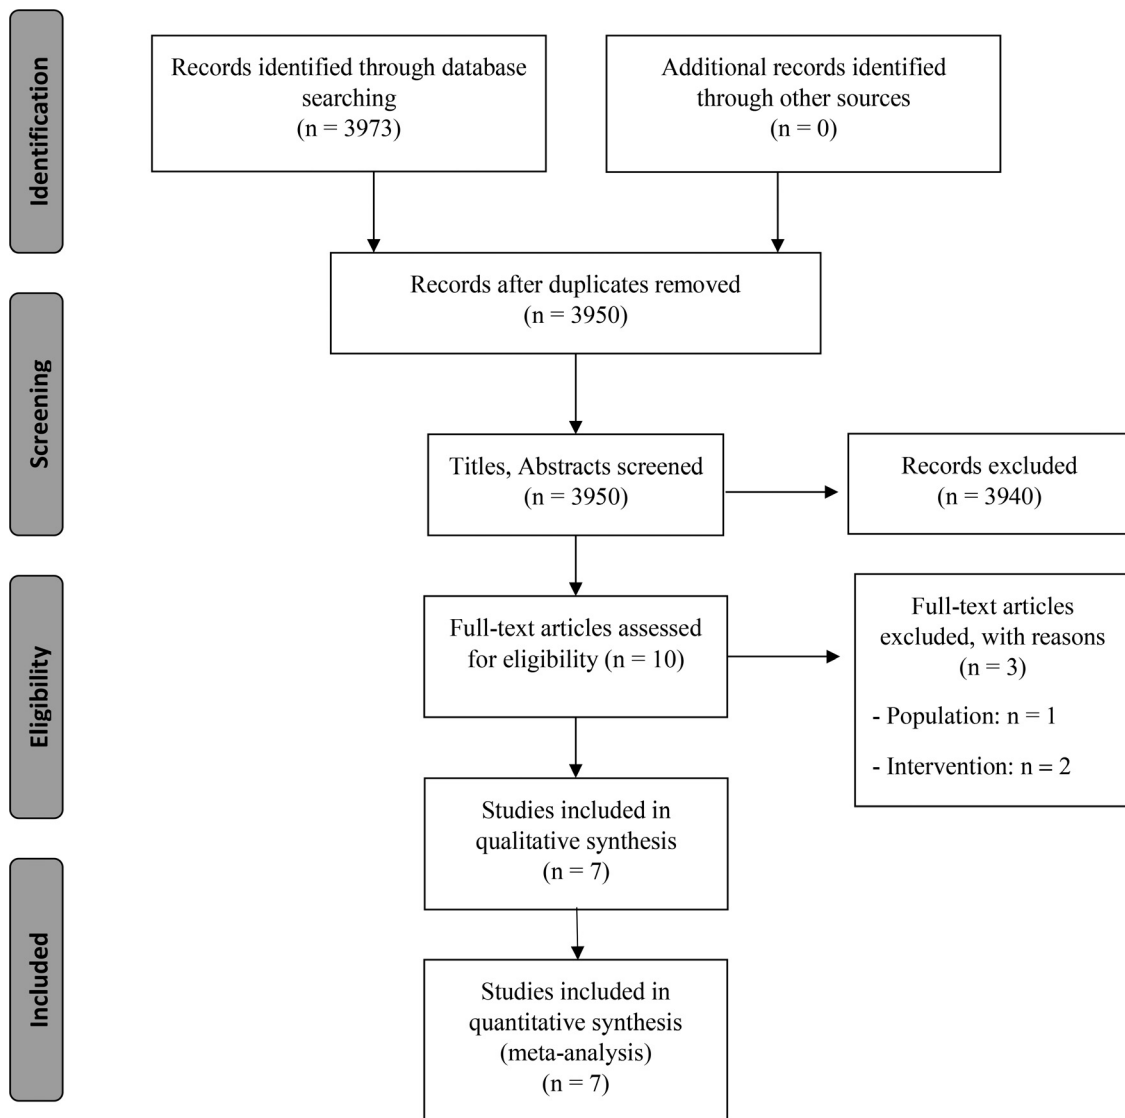 Identification
Records identified through database
searching
(n = 3973)
Additional records identified
through other sources
(n = 0)
Records after duplicates removed
(n = 3950)
Screening
Titles, Abstracts screened
(n = 3950)
Records excluded
(n = 3940)
Eligibility
Full-text articles assessed
for eligibility (n = 10)
Full-text articles
excluded, with reasons
(n = 3)
- Population: n = 1
- Intervention: n = 2
Studies included in
qualitative synthesis
(n = 7)
Included
Studies included in
quantitative synthesis
(meta-analysis)
(n = 7)